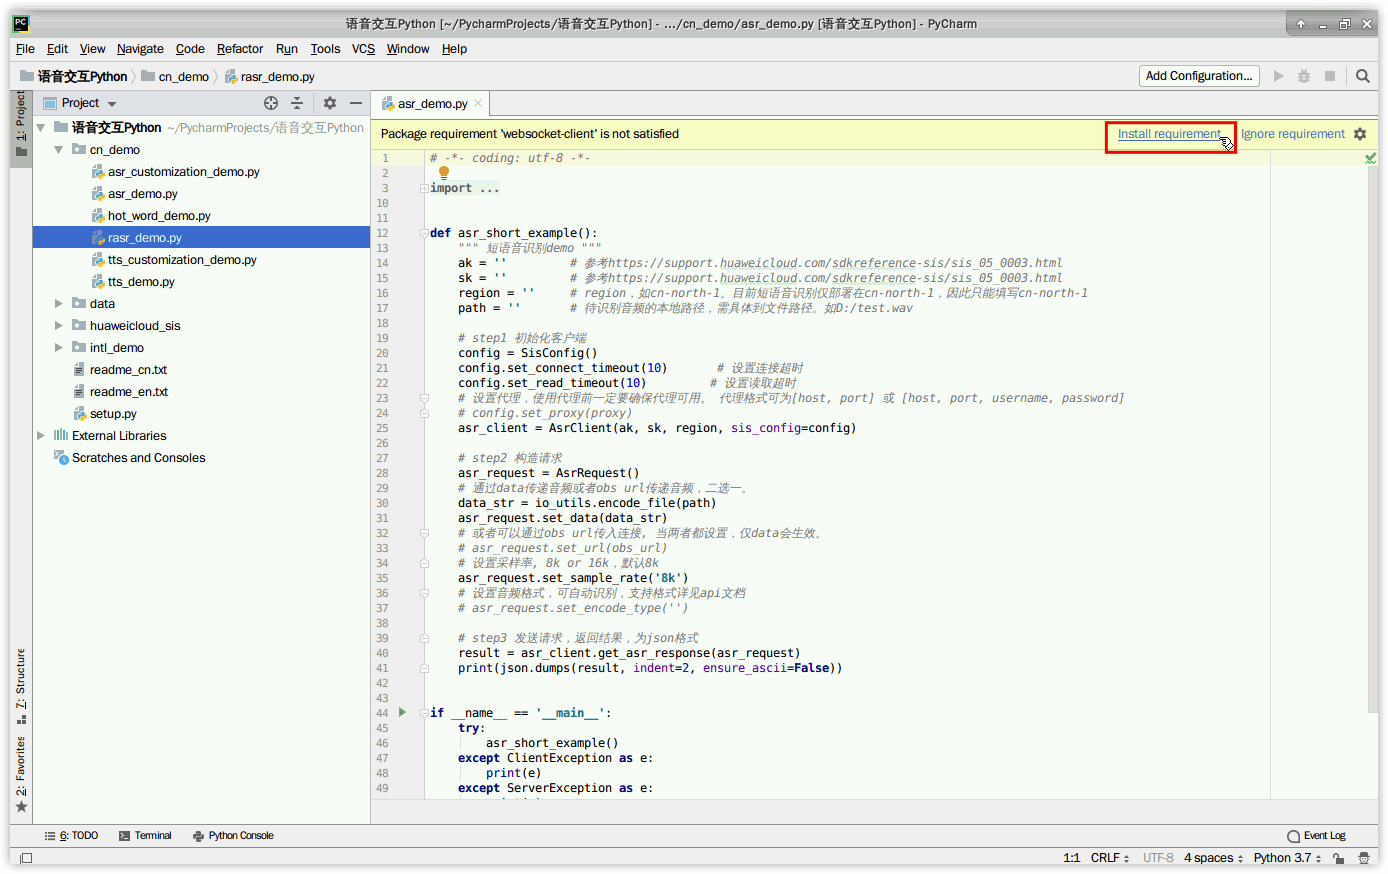 PC
语音交互Python [~/PycharmProjects/语音交互Python] - .../cn_demo/asr_demo.py [语音交互Python] - PyCharm
File Edit View Navigate Code Refactor Run Tools VCS Window Help
语音交互Python cn_demo rasr_demo.py Add Configuration...
1: Project
Project
语音交互Python ~/PycharmProjects/语音交互Python
cn_demo
asr_customization_demo.py
asr_demo.py
hot_word_demo.py
rasr_demo.py
tts_customization_demo.py
tts_demo.py
data
huaweicloud_sis
intl_demo
readme_cn.txt
readme_en.txt
setup.py
External Libraries
Scratches and Consoles
7: Structure
2: Favorites
asr_demo.py
Package requirement 'websocket-client' is not satisfied Install requirement Ignore requirement
1 # -*- coding: utf-8 -*-
2
3 import ...
10
11
12 def asr_short_example():
13 """ 短语音识别demo """
14 ak = '' # 参考https://support.huaweicloud.com/sdkreference-sis/sis_05_0003.html
15 sk = '' # 参考https://support.huaweicloud.com/sdkreference-sis/sis_05_0003.html
16 region = '' # region，如cn-north-1。目前短语音识别仅部署在cn-north-1，因此只能填写cn-north-1
17 path = '' # 待识别音频的本地路径，需具体到文件路径。如D:/test.wav
18
19 # step1 初始化客户端
20 config = SisConfig()
21 config.set_connect_timeout(10) # 设置连接超时
22 config.set_read_timeout(10) # 设置读取超时
23 # 设置代理，使用代理前一定要确保代理可用。 代理格式可为[host, port] 或 [host, port, username, password]
24 # config.set_proxy(proxy)
25 asr_client = AsrClient(ak, sk, region, sis_config=config)
26
27 # step2 构造请求
28 asr_request = AsrRequest()
29 # 通过data传递音频或者obs url传递音频，二选一。
30 data_str = io_utils.encode_file(path)
31 asr_request.set_data(data_str)
32 # 或者可以通过obs url传入连接, 当两者都设置，仅data会生效。
33 # asr_request.set_url(obs_url)
34 # 设置采样率, 8k or 16k，默认8k
35 asr_request.set_sample_rate('8k')
36 # 设置音频格式，可自动识别，支持格式详见api文档
37 # asr_request.set_encode_type('')
38
39 # step3 发送请求，返回结果，为json格式
40 result = asr_client.get_asr_response(asr_request)
41 print(json.dumps(result, indent=2, ensure_ascii=False))
42
43
44 if __name__ == '__main__':
45 try:
46 asr_short_example()
47 except ClientException as e:
48 print(e)
49 except ServerException as e:
6: TODO Terminal Python Console Event Log
1:1 CRLF UTF-8 4 spaces Python 3.7